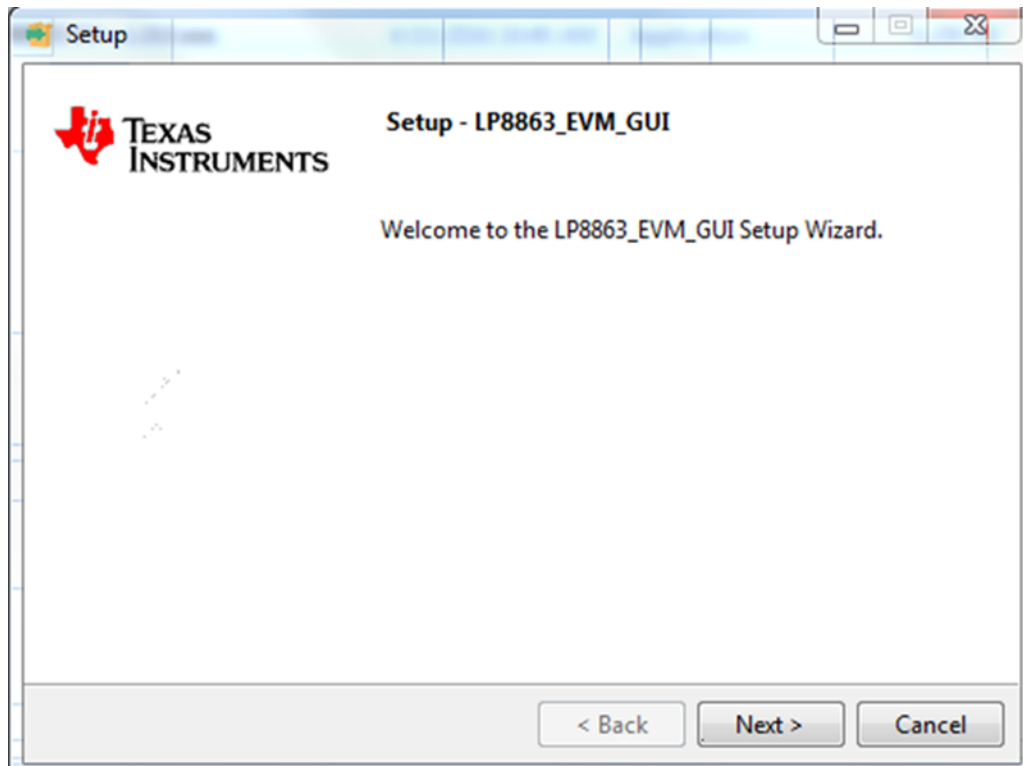 Setup
TEXAS
INSTRUMENTS
Setup - LP8863_EVM_GUI
Welcome to the LP8863_EVM_GUI Setup Wizard.
< Back
Next >
Cancel